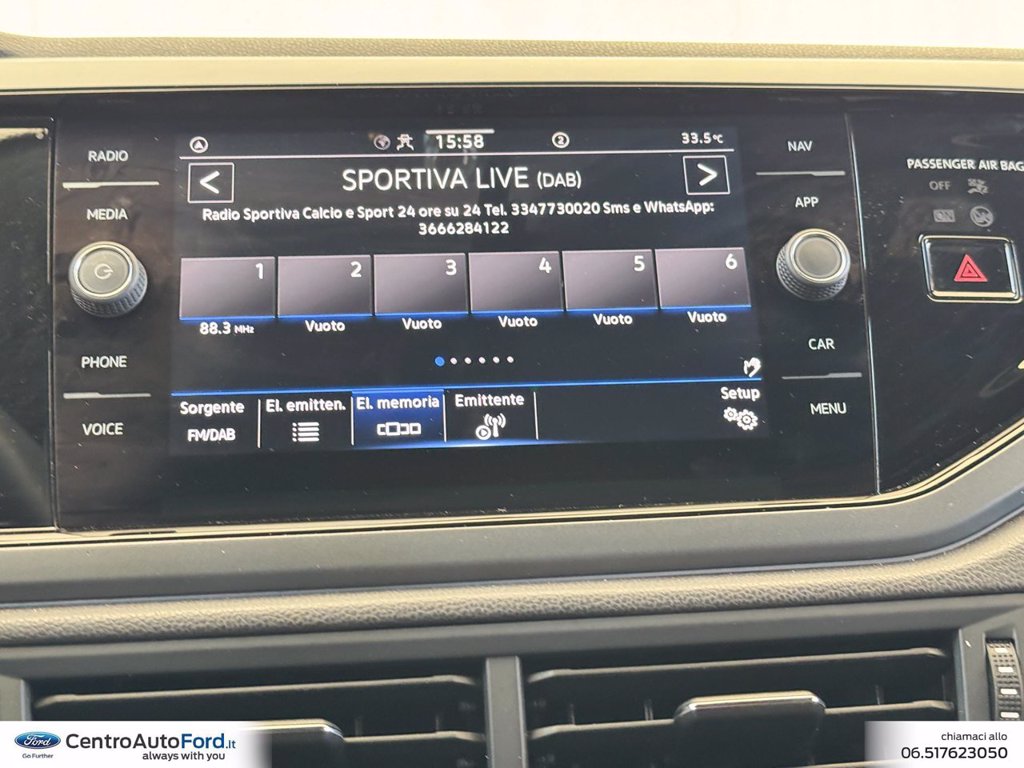 RADIO
MEDIA
PHONE
VOICE
15:58
2
33.5°C
<
SPORTIVA LIVE (DAB)
>
Radio Sportiva Calcio e Sport 24 ore su 24 Tel. 3347730020 Sms e WhatsApp:
3666284122
1 2 3 4 5 6
88.3 MHz Vuoto Vuoto Vuoto Vuoto Vuoto
Sorgente El. emitten. El. memoria Emittente Setup
FM/DAB
NAV
APP
CAR
MENU
PASSENGER AIR BAG
OFF
ON
Ford
Go Further
CentroAutoFord.it
always with you
chiamaci allo
06.517623050